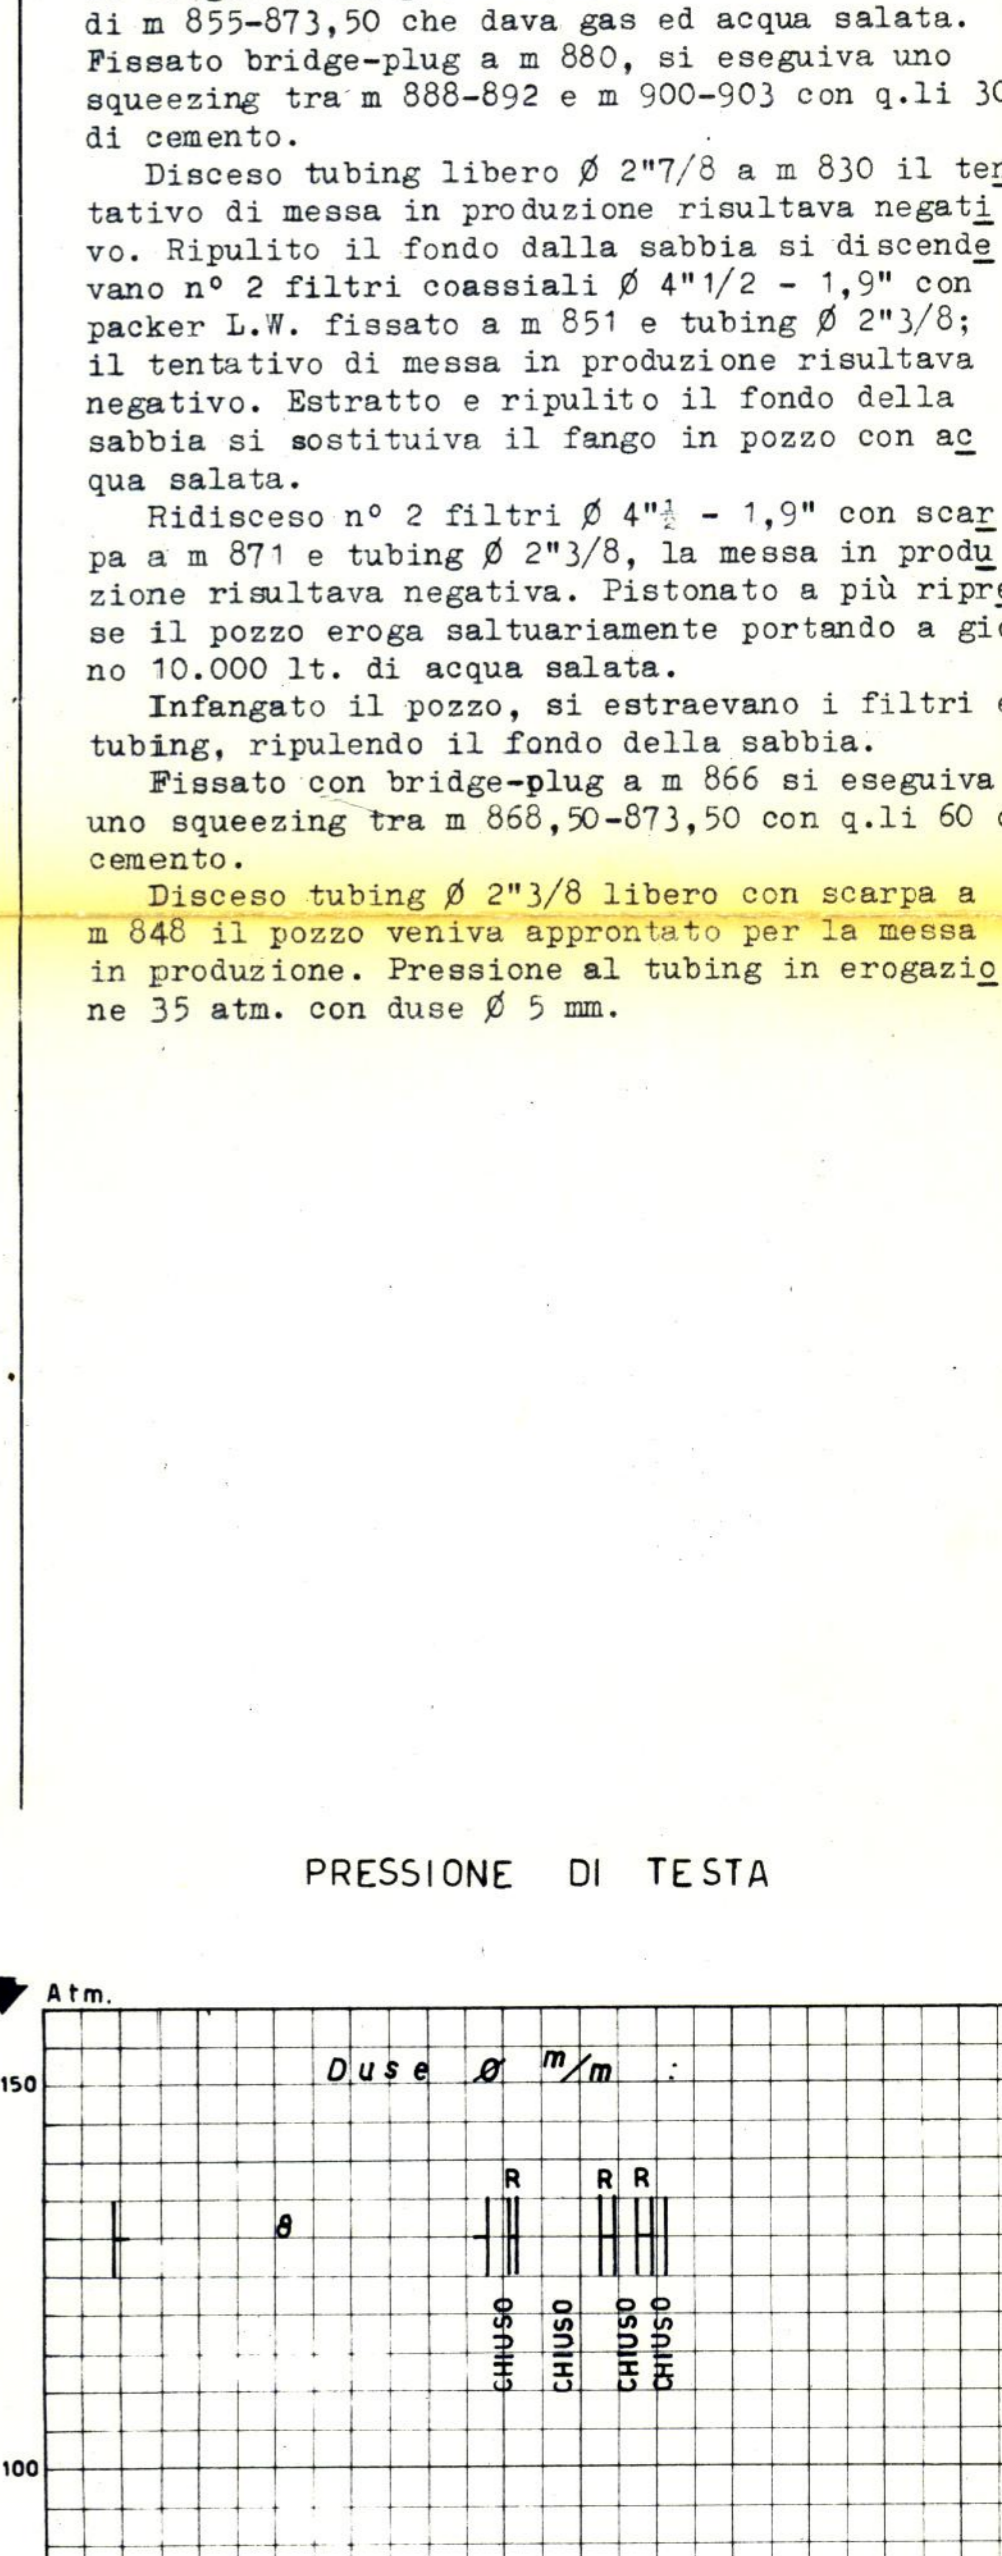 di m 855-873,50 che dava gas ed acqua salata.
Fissato bridge-plug a m 880, si eseguiva uno
squeezing tra m 888-892 e m 900-903 con q.li 30
di cemento.
Disceso tubing libero Ø 2"7/8 a m 830 il ten
tativo di messa in produzione risultava negati
vo. Ripulito il fondo dalla sabbia si discende
vano nº 2 filtri coassiali Ø 4"1/2 - 1,9" con
packer L.W. fissato a m 851 e tubing Ø 2"3/8;
il tentativo di messa in produzione risultava
negativo. Estratto e ripulito il fondo della
sabbia si sostituiva il fango in pozzo con ac
qua salata.
Ridisceso nº 2 filtri Ø 4"½ - 1,9" con scar
pa a m 871 e tubing Ø 2"3/8, la messa in produ
zione risultava negativa. Pistonato a più ripre
se il pozzo eroga saltuariamente portando a gio
no 10.000 lt. di acqua salata.
Infangato il pozzo, si estraevano i filtri e
tubing, ripulendo il fondo della sabbia.
Fissato con bridge-plug a m 866 si eseguiva
uno squeezing tra m 868,50-873,50 con q.li 60
cemento.
Disceso tubing Ø 2"3/8 libero con scarpa a
m 848 il pozzo veniva approntato per la messa
in produzione. Pressione al tubing in erogazio
ne 35 atm. con duse Ø 5 mm.
PRESSIONE DI TESTA
Atm.
Duse Ø m/m :
150
R R R
8
CHIUSO CHIUSO CHIUSO CHIUSO
100